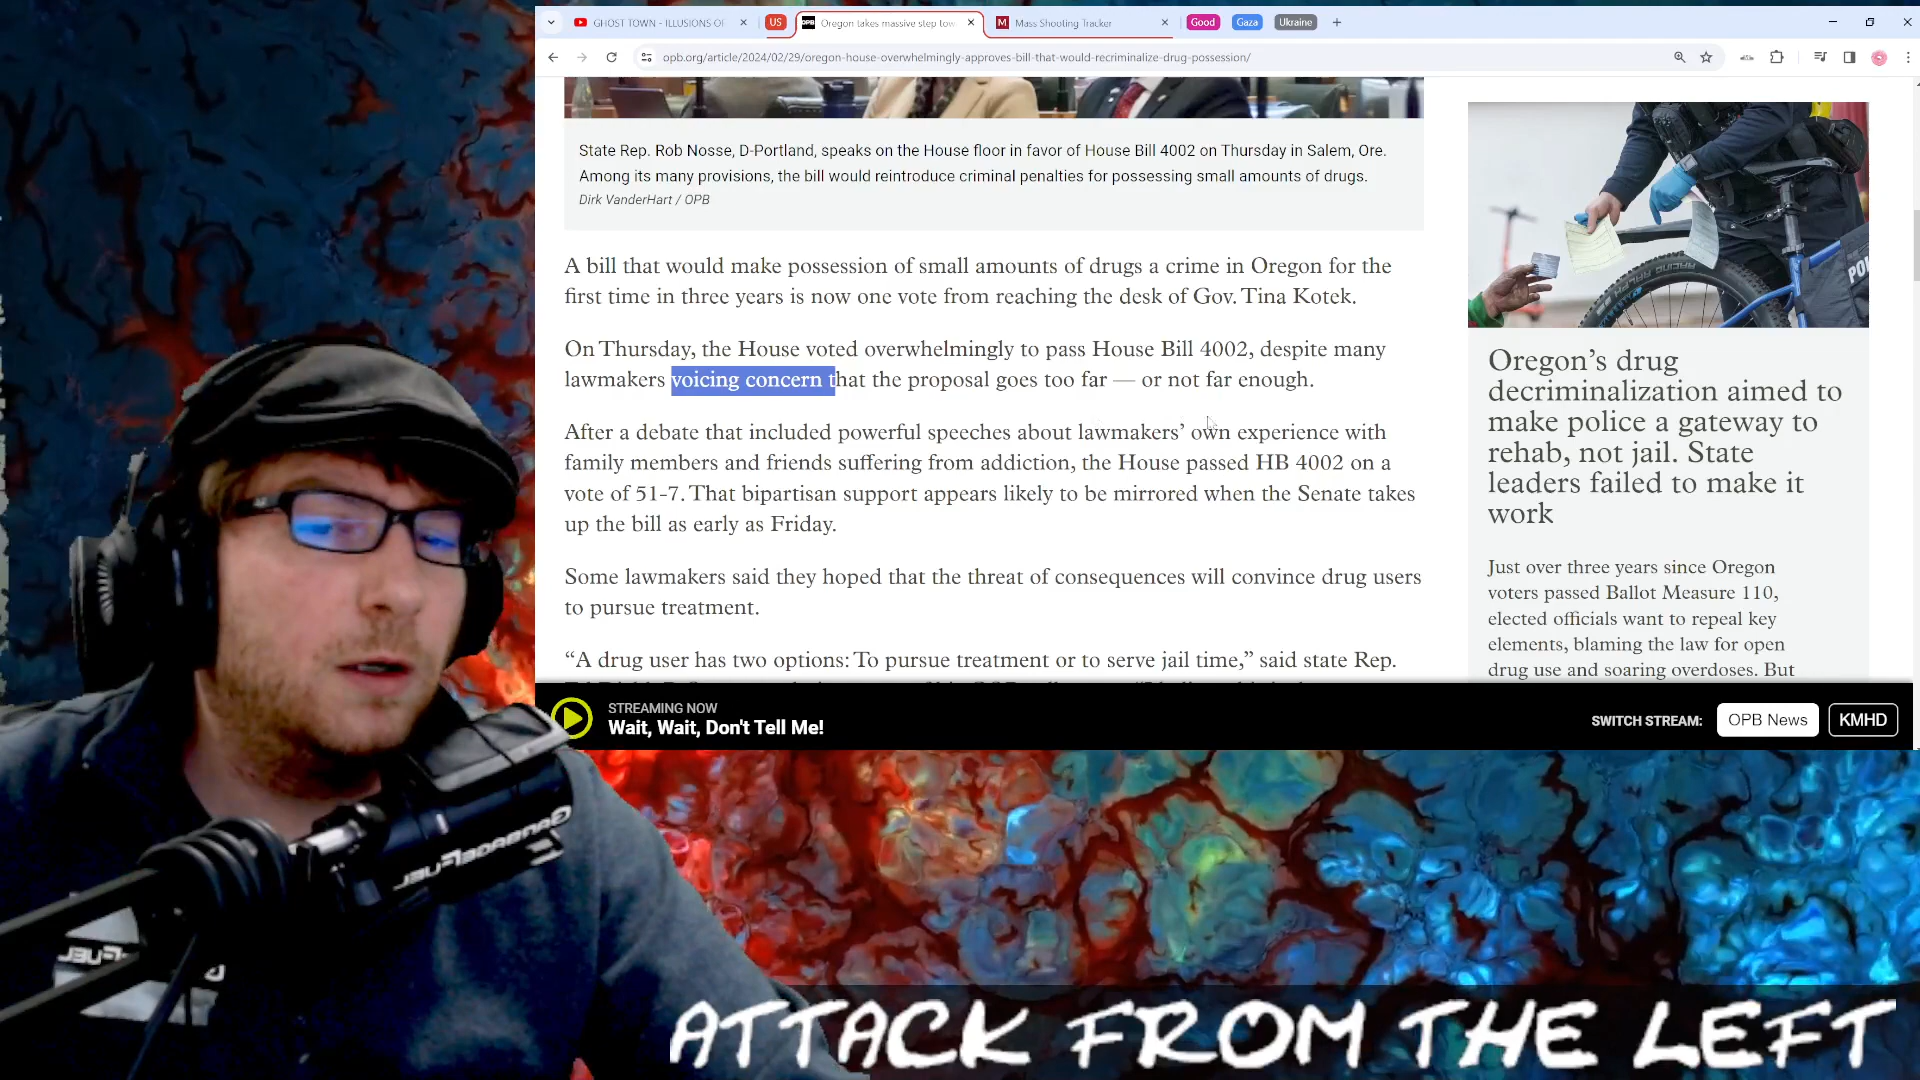 GHOST TOWN - ILLUSIONS OF
US
Oregon takes massive step tow
Mass Shooting Tracker
Good
Gaza
Ukraine
opb.org/article/2024/02/29/oregon-house-overwhelmingly-approves-bill-that-would-recriminalize-drug-possession/
State Rep. Rob Nosse, D-Portland, speaks on the House floor in favor of House Bill 4002 on Thursday in Salem, Ore.
Among its many provisions, the bill would reintroduce criminal penalties for possessing small amounts of drugs.
Dirk VanderHart / OPB
A bill that would make possession of small amounts of drugs a crime in Oregon for the
first time in three years is now one vote from reaching the desk of Gov. Tina Kotek.
On Thursday, the House voted overwhelmingly to pass House Bill 4002, despite many
lawmakers voicing concern that the proposal goes too far — or not far enough.
After a debate that included powerful speeches about lawmakers’ own experience with
family members and friends suffering from addiction, the House passed HB 4002 on a
vote of 51-7. That bipartisan support appears likely to be mirrored when the Senate takes
up the bill as early as Friday.
Some lawmakers said they hoped that the threat of consequences will convince drug users
to pursue treatment.
“A drug user has two options: To pursue treatment or to serve jail time,” said state Rep.
Oregon’s drug
decriminalization aimed to
make police a gateway to
rehab, not jail. State
leaders failed to make it
work
Just over three years since Oregon
voters passed Ballot Measure 110,
elected officials want to repeal key
elements, blaming the law for open
drug use and soaring overdoses. But
STREAMING NOW
Wait, Wait, Don't Tell Me!
SWITCH STREAM:
OPB News
KMHD
ATTACK FROM THE LEFT